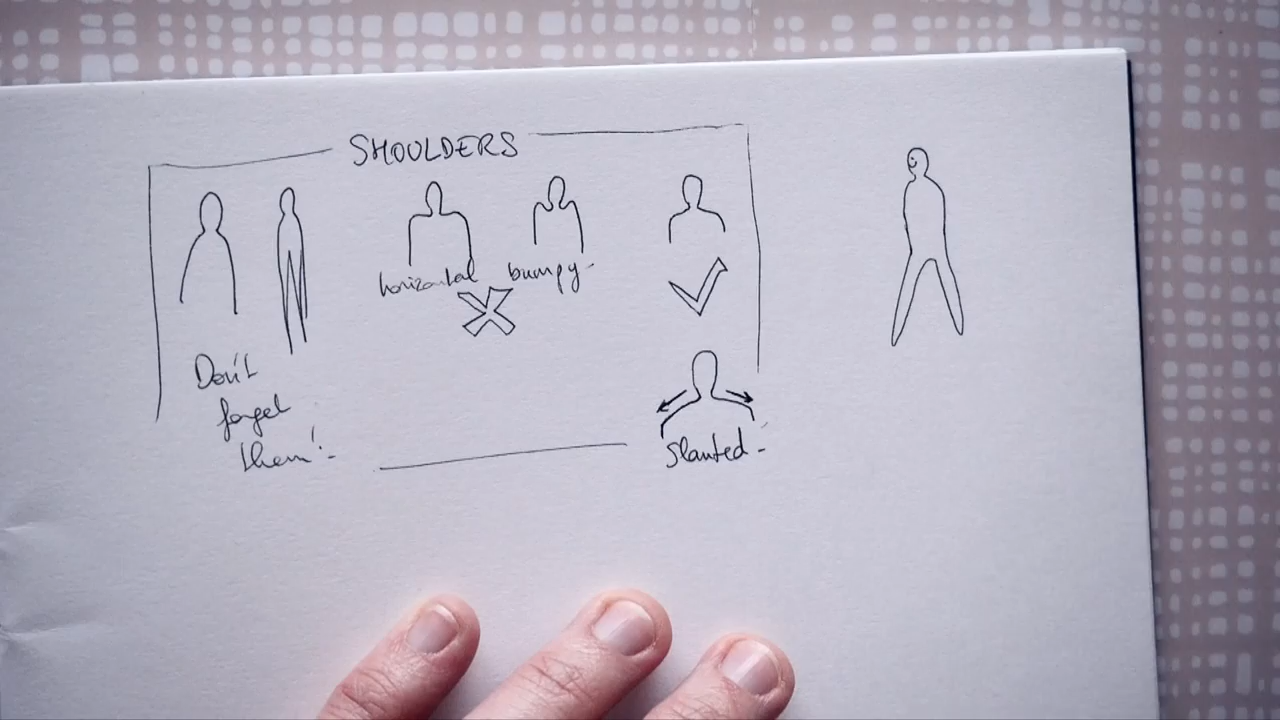 SHOULDERS
horizontal bumpy
Don't
forget
them!
Slanted